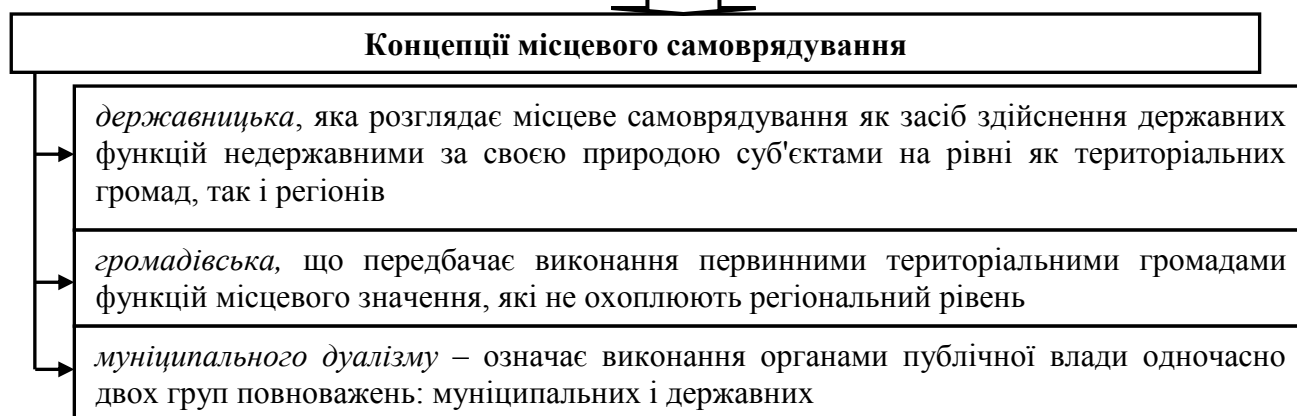 Концепції місцевого самоврядування
державницька, яка розглядає місцеве самоврядування як засіб здійснення державних
функцій недержавними за своєю природою суб'єктами на рівні як територіальних
громад, так і регіонів
громадівська, що передбачає виконання первинними територіальними громадами
функцій місцевого значення, які не охоплюють регіональний рівень
муніципального дуалізму – означає виконання органами публічної влади одночасно
двох груп повноважень: муніципальних і державних